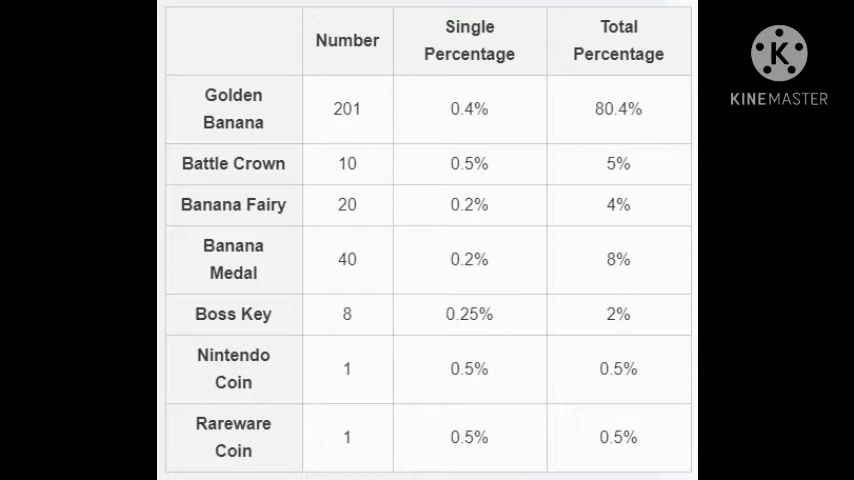 Number
Single
Percentage
Total
Percentage
Golden
Banana
201
0.4%
80.4%
Battle Crown
10
0.5%
5%
Banana Fairy
20
0.2%
4%
Banana
Medal
40
0.2%
8%
Boss Key
8
0.25%
2%
Nintendo
Coin
1
0.5%
0.5%
Rareware
Coin
1
0.5%
0.5%
K
KINEMASTER